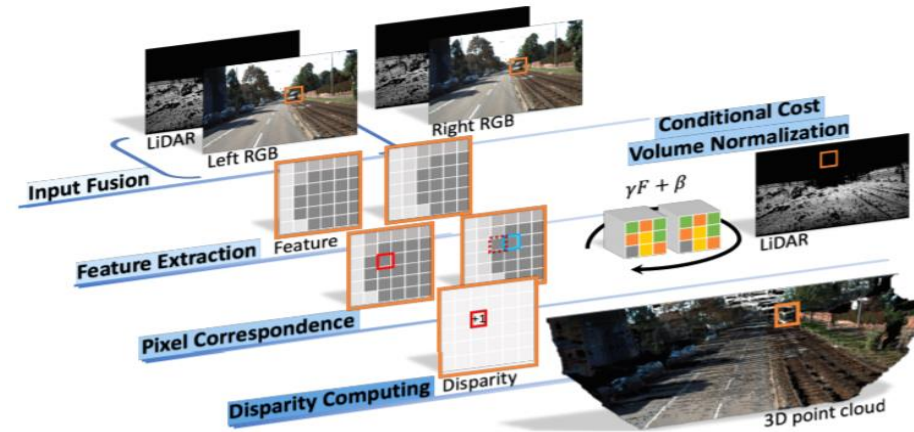 LiDAR
Left RGB
Right RGB
Input Fusion
Conditional Cost
Volume Normalization
γF + β
LiDAR
Feature
Feature Extraction
Pixel Correspondence
+1
Disparity
Disparity Computing
3D point cloud